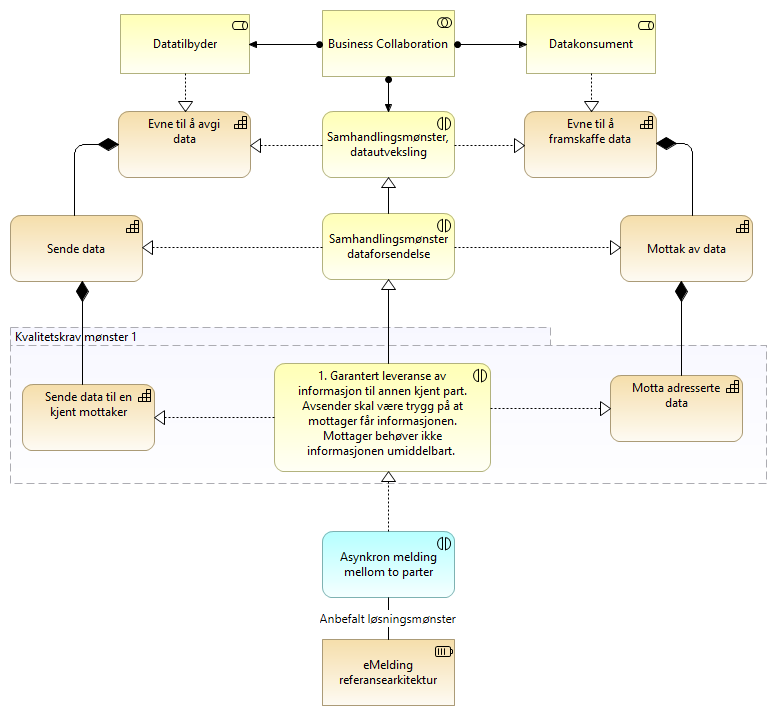 Datatilbyder
Business Collaboration
Datakonsument
Evne til å avgi
data
Samhandlingsmønster,
datautveksling
Evne til å
framskaffe data
Sende data
Samhandlingsmønster
dataforsendelse
Mottak av data
Kvalitetskrav mønster 1
Sende data til en
kjent mottaker
1. Garantert leveranse av
informasjon til annen kjent part.
Avsender skal være trygg på at
mottager får informasjonen.
Mottager behøver ikke
informasjonen umiddelbart.
Motta adresserte
data
Asynkron melding
mellom to parter
Anbefalt løsningsmønster
eMelding
referansearkitektur